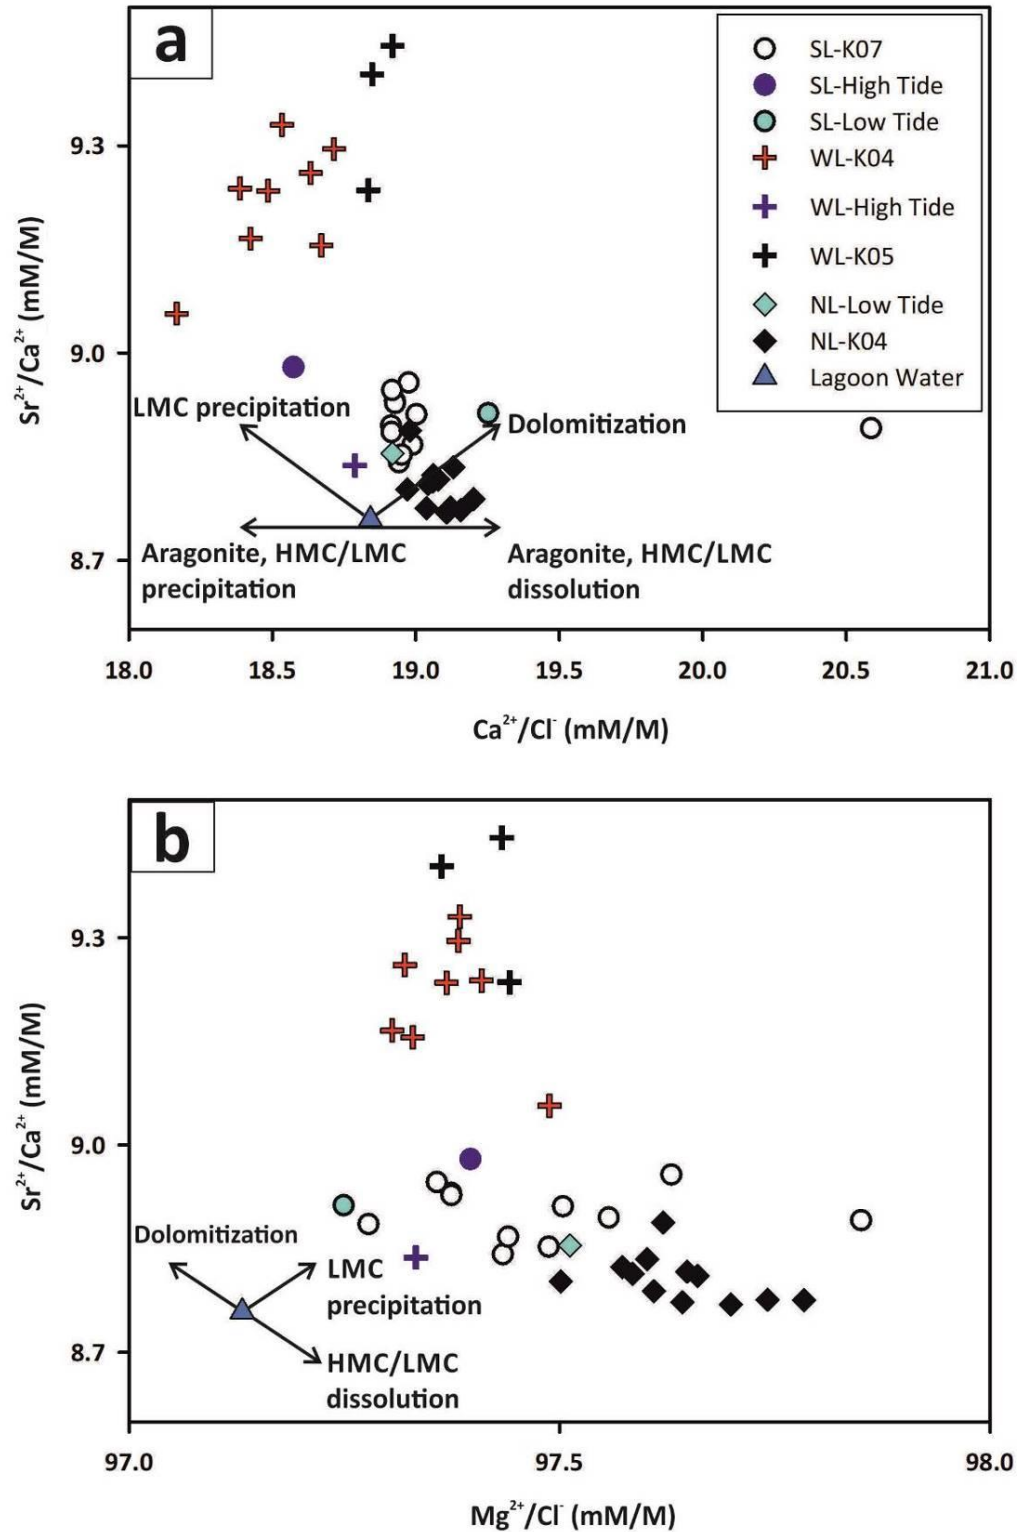 a
SL-K07
SL-High Tide
SL-Low Tide
WL-K04
WL-High Tide
WL-K05
NL-Low Tide
NL-K04
Lagoon Water
9.3
9.0
8.7
Sr²⁺/Ca²⁺ (mM/M)
LMC precipitation
Dolomitization
Aragonite, HMC/LMC
precipitation
Aragonite, HMC/LMC
dissolution
18.0
18.5
19.0
19.5
20.0
20.5
21.0
Ca²⁺/Cl⁻ (mM/M)
b
9.3
9.0
8.7
Sr²⁺/Ca²⁺ (mM/M)
Dolomitization
LMC
precipitation
HMC/LMC
dissolution
97.0
97.5
98.0
Mg²⁺/Cl⁻ (mM/M)